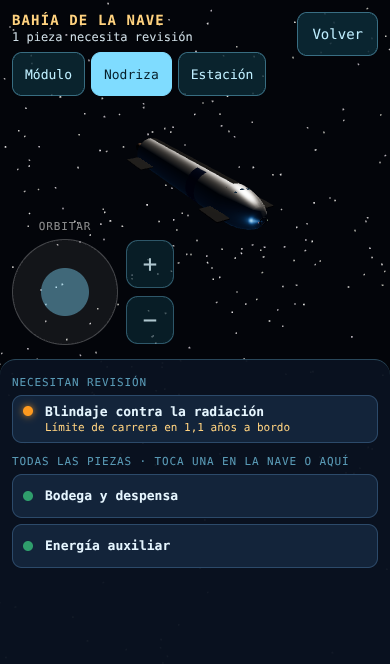 BAHÍA DE LA NAVE
1 pieza necesita revisión
Volver
Módulo
Nodriza
Estación
ORBITAR
+
−
NECESITAN REVISIÓN
Blindaje contra la radiación
Límite de carrera en 1,1 años a bordo
TODAS LAS PIEZAS · TOCA UNA EN LA NAVE O AQUÍ
Bodega y despensa
Energía auxiliar